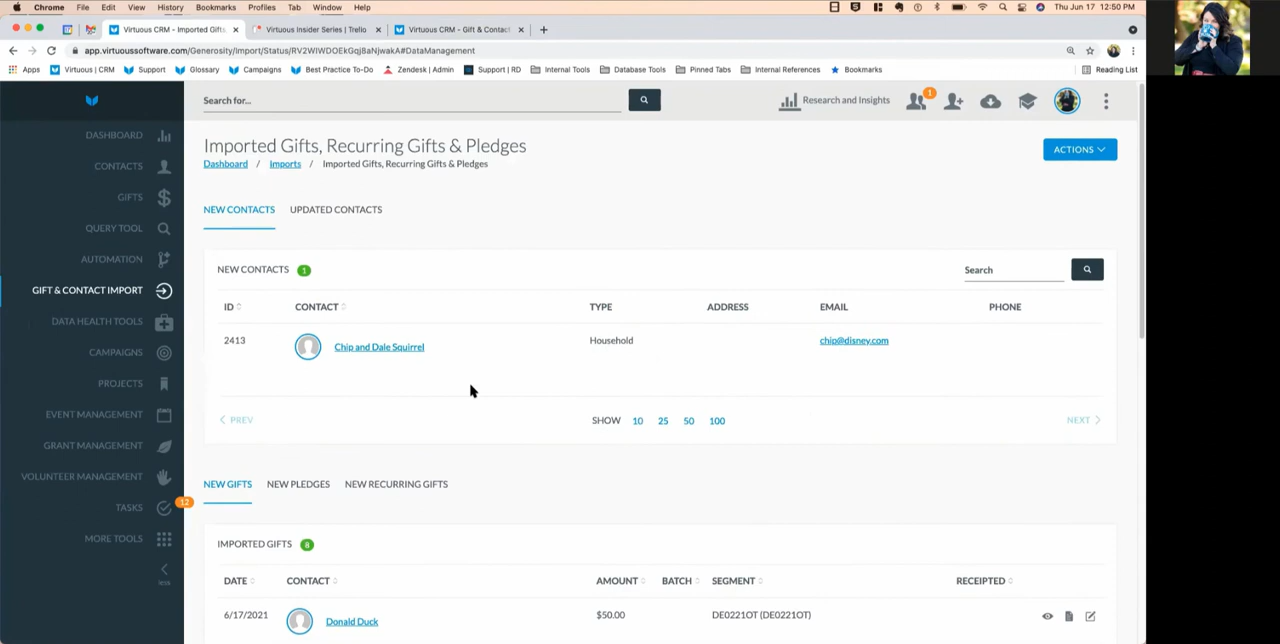 Chrome File Edit View History Bookmarks Profiles Tab Window Help Thu Jun 17 12:50 PM
Virtuous CRM - Imported Gifts, Virtuous Insider Series | Trello Virtuous CRM - Gift & Contact
app.virtuoussoftware.com/Generosity/Import/Status/RV2WIWDOEkGqj8aNjwakA#DataManagement
Apps Virtuous | CRM Support Glossary Campaigns Best Practice To-Do Zendesk | Admin Support | RD Internal Tools Database Tools Pinned Tabs Internal References Bookmarks Reading List
Search for... Research and Insights 1
DASHBOARD
CONTACTS
GIFTS
QUERY TOOL
AUTOMATION
GIFT & CONTACT IMPORT
DATA HEALTH TOOLS
CAMPAIGNS
PROJECTS
EVENT MANAGEMENT
GRANT MANAGEMENT
VOLUNTEER MANAGEMENT
TASKS 12
MORE TOOLS
less
Imported Gifts, Recurring Gifts & Pledges
ACTIONS
Dashboard / Imports / Imported Gifts, Recurring Gifts & Pledges
NEW CONTACTS UPDATED CONTACTS
NEW CONTACTS 1 Search
ID CONTACT TYPE ADDRESS EMAIL PHONE
2413 Chip and Dale Squirrel Household chip@disney.com
PREV SHOW 10 25 50 100 NEXT
NEW GIFTS NEW PLEDGES NEW RECURRING GIFTS
IMPORTED GIFTS 8
DATE CONTACT AMOUNT BATCH SEGMENT RECEIPTED
6/17/2021 Donald Duck $50.00 DE0221OT (DE0221OT)